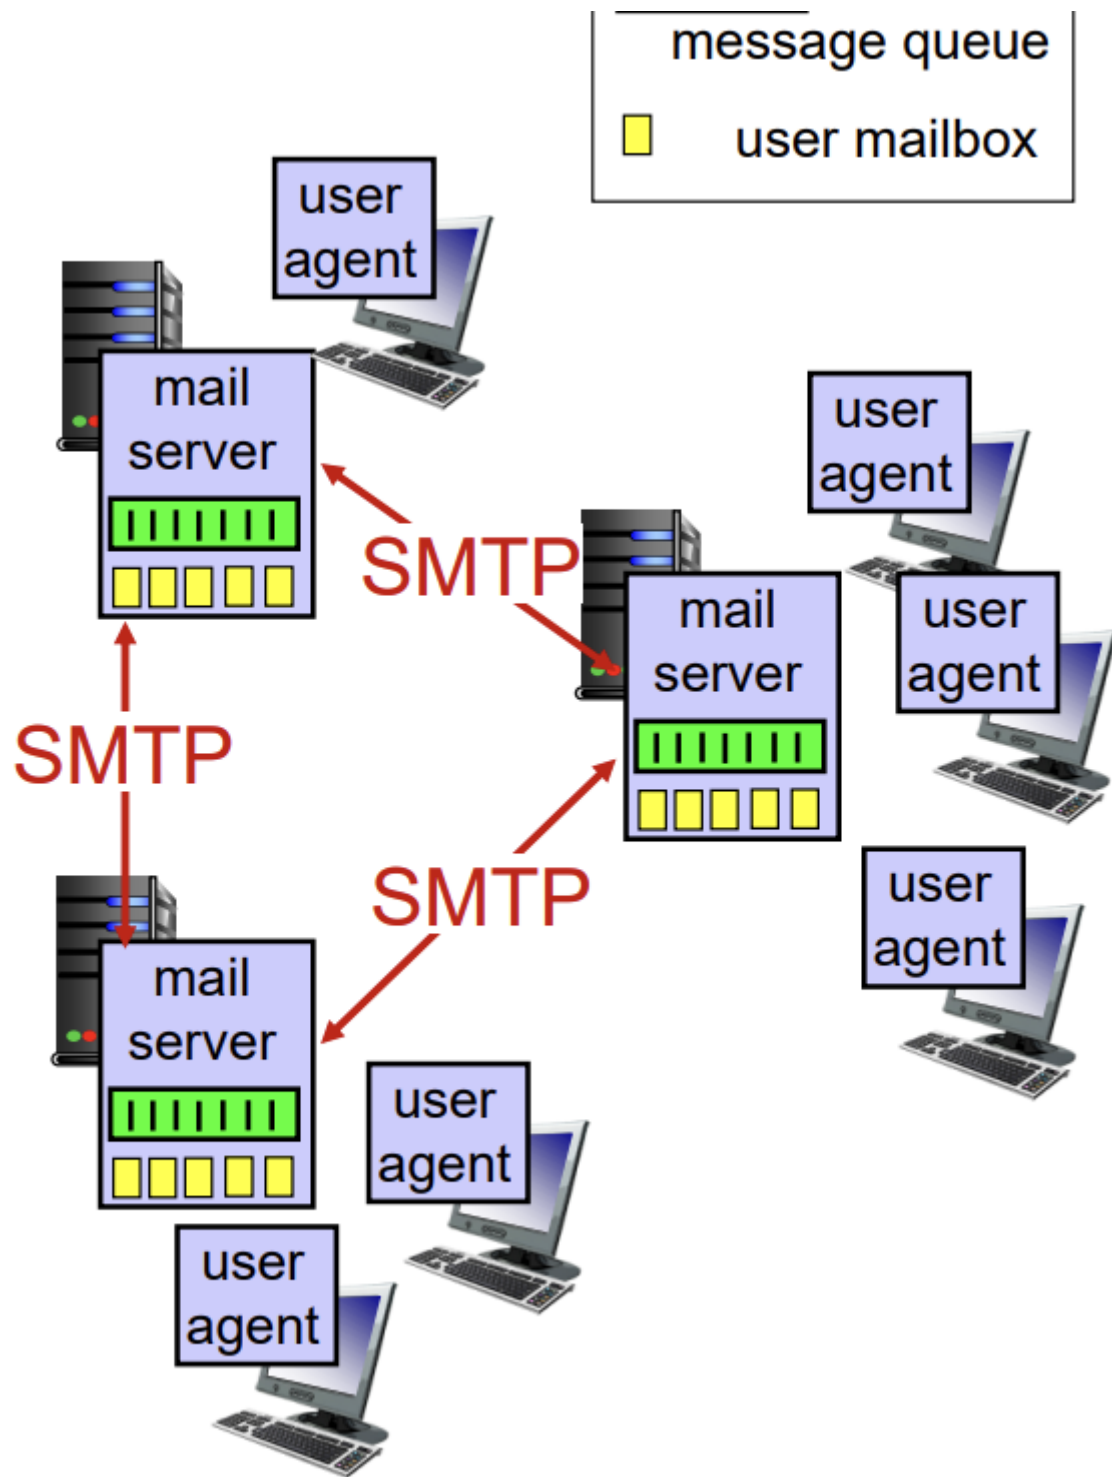 message queue
user mailbox
user
agent
mail
server
user
agent
SMTP
mail
server
user
agent
SMTP
user
agent
SMTP
mail
server
user
agent
user
agent